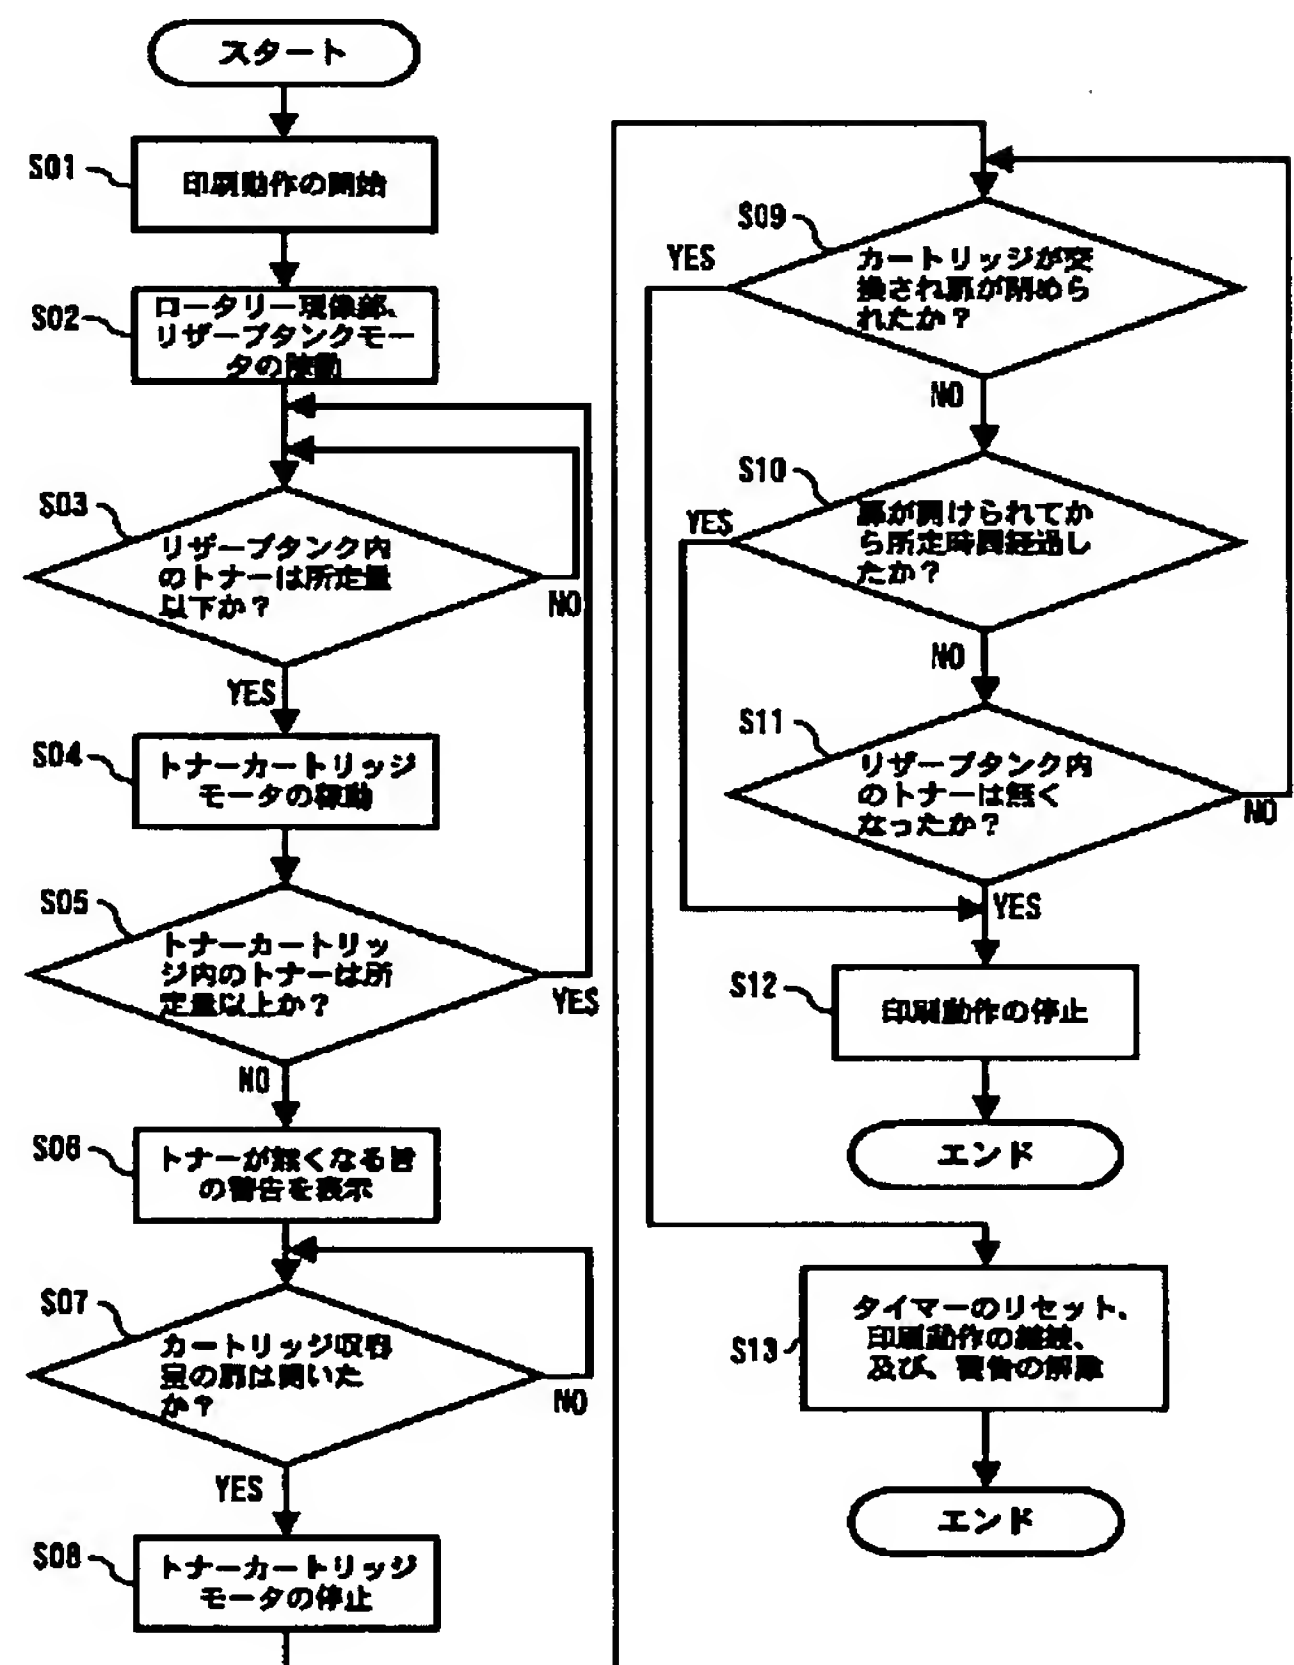 スタート
S01
印刷動作の開始
S02
ロータリー現像部、
リザーブタンクモー
タの稼動
S03
リザーブタンク内
のトナーは所定量
以下か？
NO
YES
S04
トナーカートリッジ
モータの稼動
S05
トナーカートリッ
ジ内のトナーは所
定量以上か？
YES
NO
S06
トナーが無くなる旨
の警告を表示
S07
カートリッジ収容
室の扉は開いた
か？
NO
YES
S08
トナーカートリッジ
モータの停止
S09
YES
カートリッジが交
換され扉が閉めら
れたか？
NO
S10
YES
扉が開けられてか
ら所定時間経過し
たか？
NO
S11
リザーブタンク内
のトナーは無く
なったか？
NO
YES
S12
印刷動作の停止
エンド
S13
タイマーのリセット、
印刷動作の継続、
及び、警告の解除
エンド